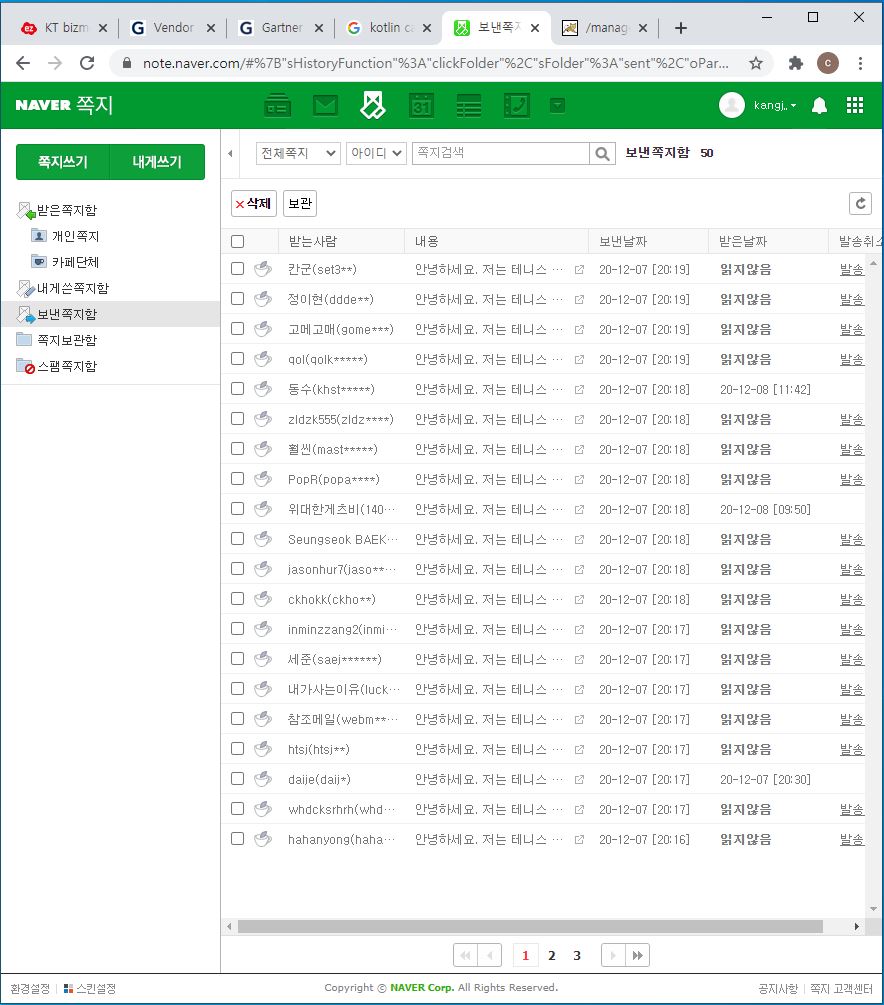 KT bizm
Vendor
Gartner
kotlin ca
보낸쪽지
/manag
note.naver.com/#%7B"sHistoryFunction"%3A"clickFolder"%2C"sFolder"%3A"sent"%2C"oPar...
C
NAVER 쪽지
31
kangj..
쪽지쓰기 내게쓰기
받은쪽지함
개인쪽지
카페단체
내게쓴쪽지함
보낸쪽지함
쪽지보관함
스팸쪽지함
전체쪽지 아이디 쪽지검색 보낸쪽지함 50
×삭제 보관
받는사람 내용 보낸날짜 받은날짜 발송취소
칸군(set3**) 안녕하세요. 저는 테니스 ··· 20-12-07 [20:19] 읽지않음 발송
정이현(ddde**) 안녕하세요. 저는 테니스 ··· 20-12-07 [20:19] 읽지않음 발송
고메고매(gome***) 안녕하세요. 저는 테니스 ··· 20-12-07 [20:19] 읽지않음 발송
qol(qolk*****) 안녕하세요. 저는 테니스 ··· 20-12-07 [20:19] 읽지않음 발송
동수(khst*****) 안녕하세요. 저는 테니스 ··· 20-12-07 [20:18] 20-12-08 [11:42]
zldzk555(zldz****) 안녕하세요. 저는 테니스 ··· 20-12-07 [20:18] 읽지않음 발송
훨씬(mast*****) 안녕하세요. 저는 테니스 ··· 20-12-07 [20:18] 읽지않음 발송
PopR(popa****) 안녕하세요. 저는 테니스 ··· 20-12-07 [20:18] 읽지않음 발송
위대한게츠비(140··· 안녕하세요. 저는 테니스 ··· 20-12-07 [20:18] 20-12-08 [09:50]
Seungseok BAEK··· 안녕하세요. 저는 테니스 ··· 20-12-07 [20:18] 읽지않음 발송
jasonhur7(jaso**··· 안녕하세요. 저는 테니스 ··· 20-12-07 [20:18] 읽지않음 발송
ckhokk(ckho**) 안녕하세요. 저는 테니스 ··· 20-12-07 [20:18] 읽지않음 발송
inminzzang2(inmi··· 안녕하세요. 저는 테니스 ··· 20-12-07 [20:17] 읽지않음 발송
세준(saej******) 안녕하세요. 저는 테니스 ··· 20-12-07 [20:17] 읽지않음 발송
내가사는이유(luck··· 안녕하세요. 저는 테니스 ··· 20-12-07 [20:17] 읽지않음 발송
참조메일(webm**··· 안녕하세요. 저는 테니스 ··· 20-12-07 [20:17] 읽지않음 발송
htsj(htsj**) 안녕하세요. 저는 테니스 ··· 20-12-07 [20:17] 읽지않음 발송
daije(daij*) 안녕하세요. 저는 테니스 ··· 20-12-07 [20:17] 20-12-07 [20:30]
whdcksrhrh(whd··· 안녕하세요. 저는 테니스 ··· 20-12-07 [20:17] 읽지않음 발송
hahanyong(haha··· 안녕하세요. 저는 테니스 ··· 20-12-07 [20:16] 읽지않음 발송
1 2 3
환경설정 스킨설정 Copyright © NAVER Corp. All Rights Reserved. 공지사항 쪽지 고객센터